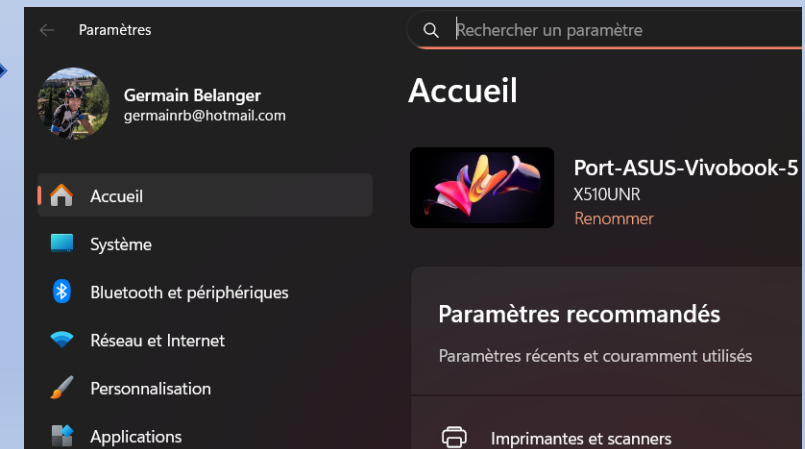 Paramètres
Rechercher un paramètre
Germain Belanger
germainrb@hotmail.com
Accueil
Port-ASUS-Vivobook-5
X510UNR
Renommer
Accueil
Système
Bluetooth et périphériques
Réseau et Internet
Personnalisation
Applications
Paramètres recommandés
Paramètres récents et couramment utilisés
Imprimantes et scanners